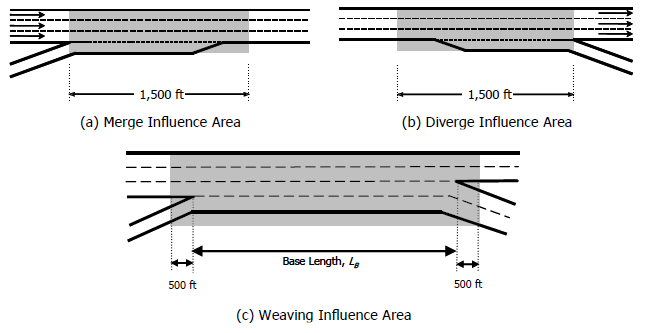 1,500 ft
1,500 ft
(a) Merge Influence Area
(b) Diverge Influence Area
Base Length, LB
500 ft
500 ft
(c) Weaving Influence Area